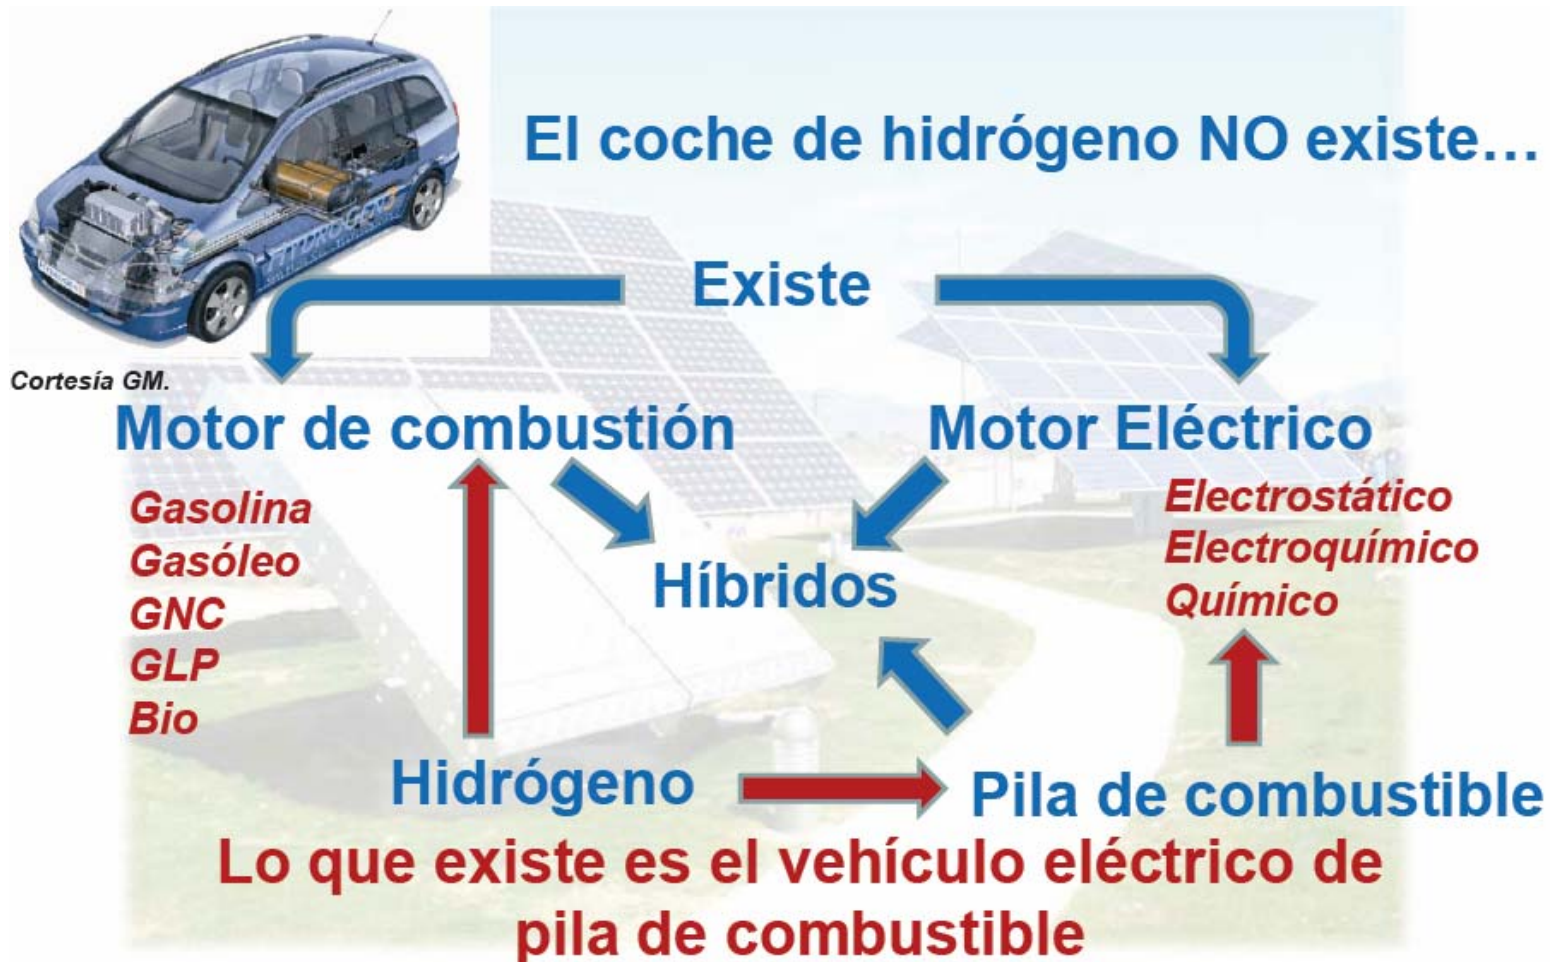 El coche de hidrógeno NO existe...
HYDROGEN3
Existe
Cortesía GM.
Motor de combustión
Motor Eléctrico
Gasolina
Gasóleo
GNC
GLP
Bio
Electrostático
Electroquímico
Químico
Híbridos
Hidrógeno
Pila de combustible
Lo que existe es el vehículo eléctrico de
pila de combustible